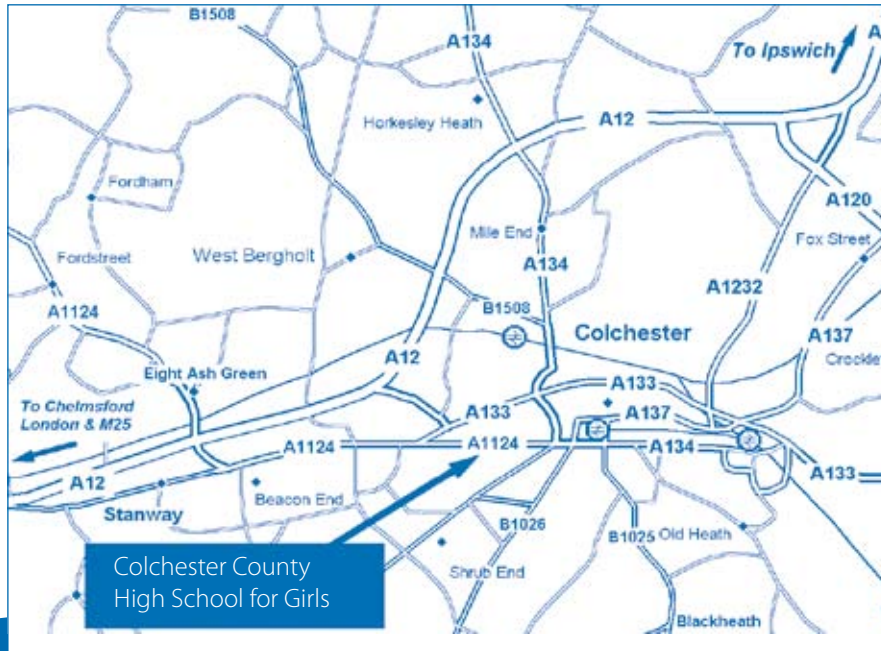 B1508
A134
A
To Ipswich
Horkesley Heath
A12
Fordham
A120
Mile End
Fox Street
West Bergholt
Fordstreet
A134
A1232
A1124
B1508
Colchester
A137
A12
Crockle
Eight Ash Green
A133
To Chelmsford
London & M25
A133
A137
A1124
A1124
A134
A12
A133
Stanway
Beacon End
B1026
B1025
Old Heath
Colchester County
High School for Girls
Shrub End
Blackheath